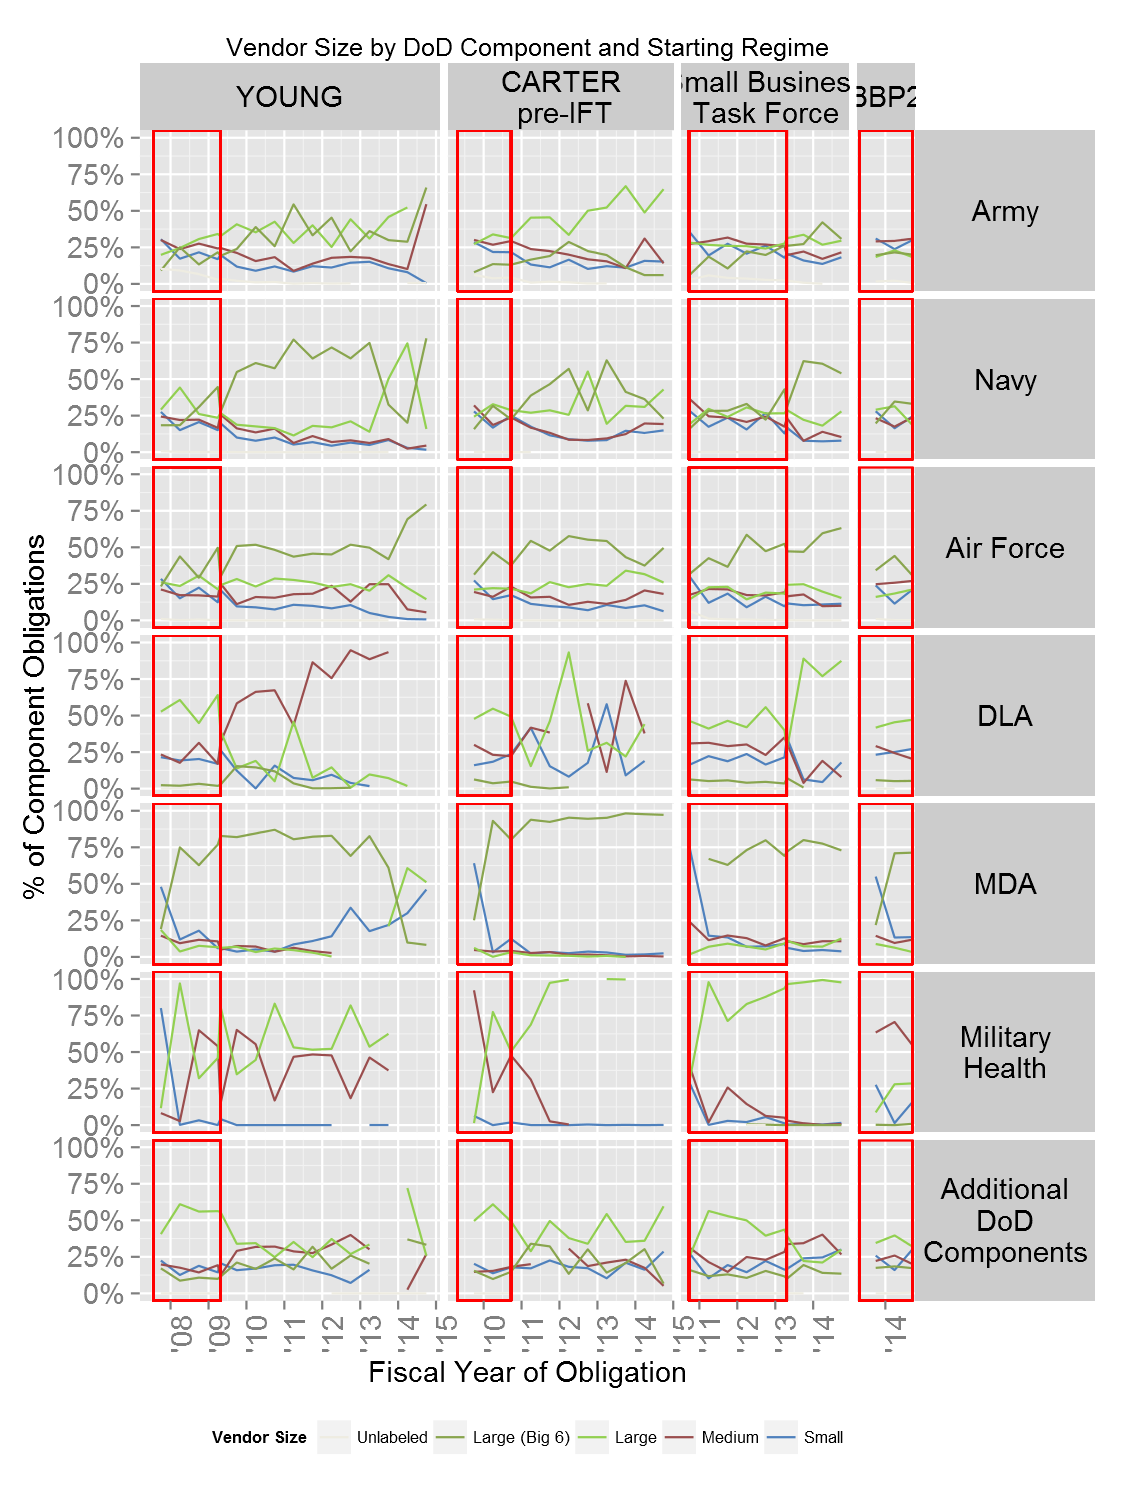 Vendor Size by DoD Component and Starting Regime
YOUNG
CARTER
pre-IFT
mall Busines
Task Force
BBP2
100%
75%
50%
25%
0%
Army
100%
75%
50%
25%
0%
Navy
100%
75%
50%
25%
0%
Air Force
100%
75%
50%
25%
0%
DLA
100%
75%
50%
25%
0%
MDA
100%
75%
50%
25%
0%
Military
Health
100%
75%
50%
25%
0%
Additional
DoD
Components
% of Component Obligations
'08
'09
'10
'11
'12
'13
'14
'15
'10
'11
'12
'13
'14
'15
'11
'12
'13
'14
'14
Fiscal Year of Obligation
Vendor Size Unlabeled Large (Big 6) Large Medium Small